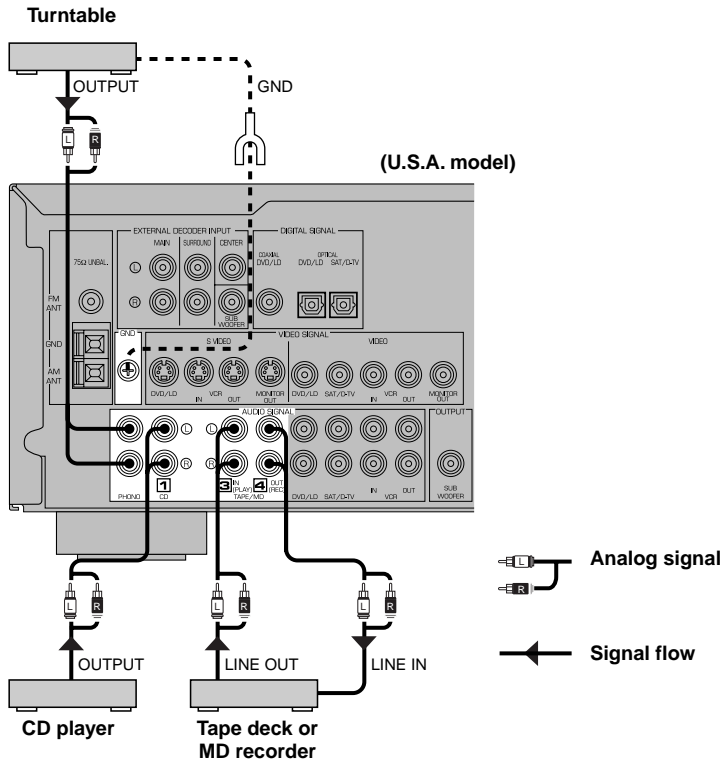 Turntable
OUTPUT
GND
L
R
(U.S.A. model)
EXTERNAL DECODER INPUT
DIGITAL SIGNAL
MAIN
SURROUND
CENTER
COAXIAL
DVD/LD
OPTICAL
DVD/LD
SAT/D-TV
75Ω UNBAL.
L
R
FM
ANT
SUB
WOOFER
GND
AM
ANT
GND
VIDEO SIGNAL
S VIDEO
VIDEO
DVD/LD
IN
VCR
OUT
MONITOR
OUT
DVD/LD
SAT/D-TV
IN
VCR
OUT
MONITOR
OUT
AUDIO SIGNAL
OUTPUT
L
L
R
R
1
3
IN
(PLAY)
4
OUT
(REC)
PHONO
CD
TAPE/MD
DVD/LD
SAT/D-TV
IN
VCR
OUT
SUB
WOOFER
L
R
Analog signal
L
R
L
R
L
R
Signal flow
OUTPUT
LINE OUT
LINE IN
CD player
Tape deck or
MD recorder